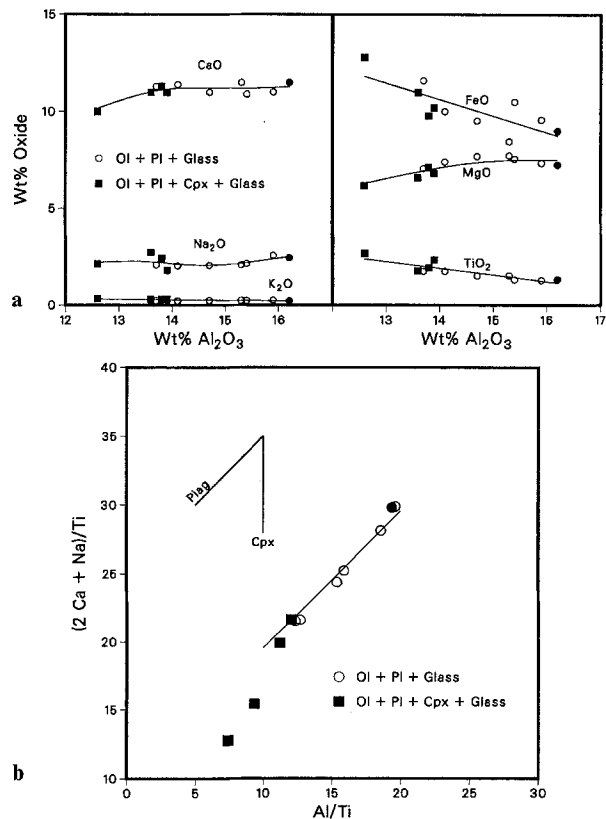 a
Wt% Oxide
15
10
5
0
CaO
Ol + Pl + Glass
Ol + Pl + Cpx + Glass
Na₂O
K₂O
FeO
MgO
TiO₂
12 13 14 15 16
Wt% Al₂O₃
13 14 15 16 17
Wt% Al₂O₃
b
(2 Ca + Na)/Ti
40
35
30
25
20
15
10
Plag
Cpx
Ol + Pl + Glass
Ol + Pl + Cpx + Glass
0 5 10 15 20 25 30
Al/Ti